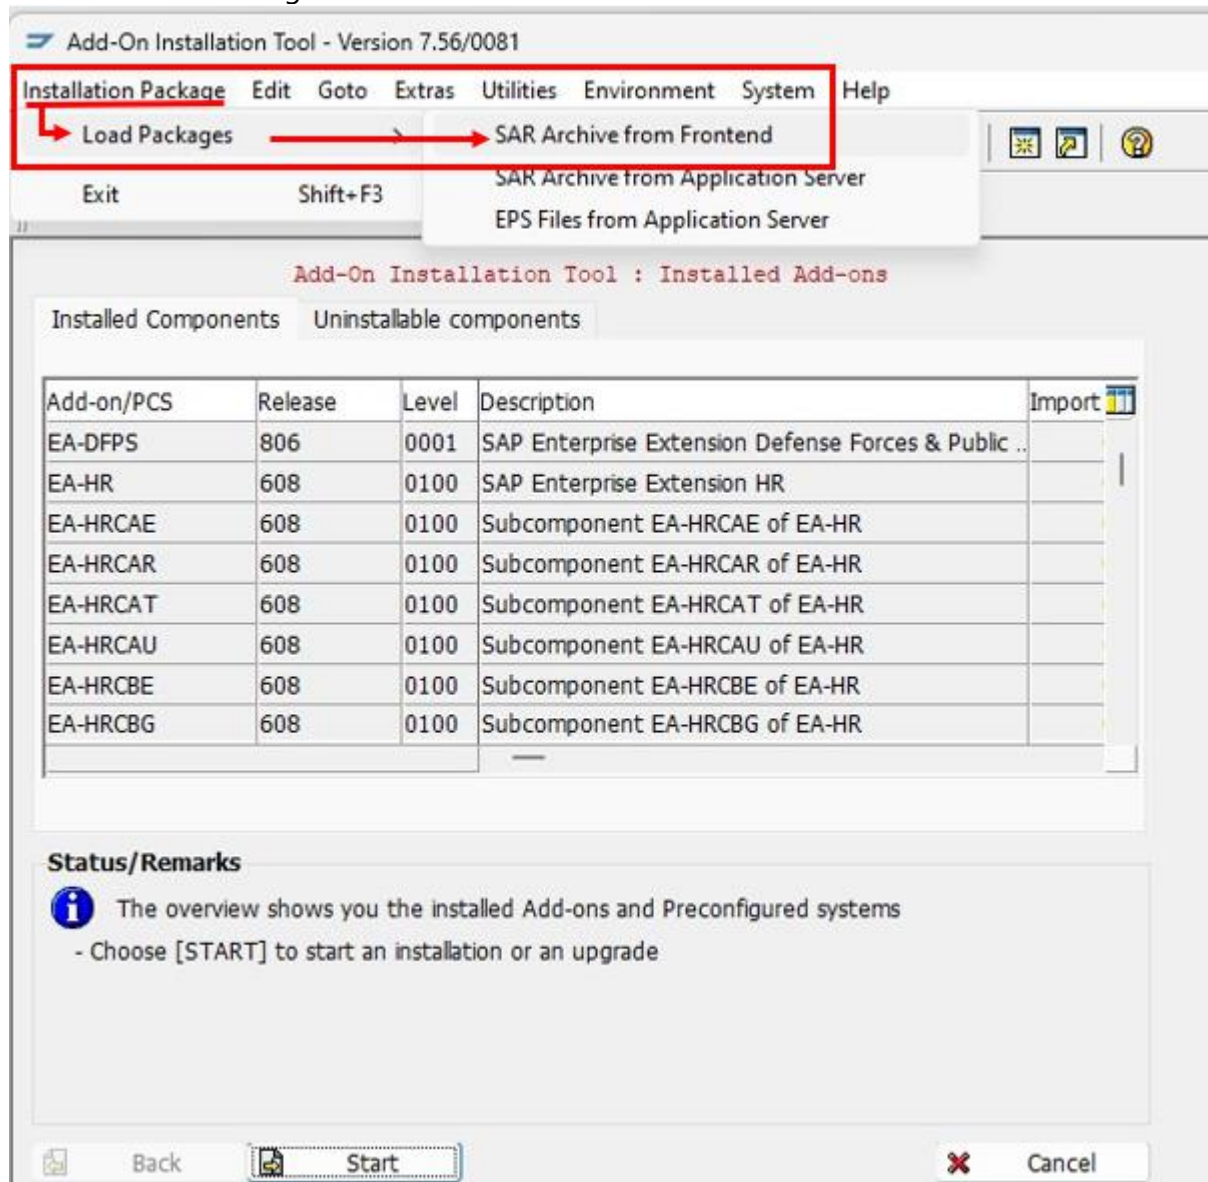 Add-On Installation Tool - Version 7.56/0081
Installation Package Edit Goto Extras Utilities Environment System Help
Load Packages > SAR Archive from Frontend
SAR Archive from Application Server
Exit Shift+F3
EPS Files from Application Server
Add-On Installation Tool : Installed Add-ons
Installed Components Uninstallable components
Add-on/PCS Release Level Description Import
EA-DFPS 806 0001 SAP Enterprise Extension Defense Forces & Public ..
EA-HR 608 0100 SAP Enterprise Extension HR
EA-HRCAE 608 0100 Subcomponent EA-HRCAE of EA-HR
EA-HRCAR 608 0100 Subcomponent EA-HRCAR of EA-HR
EA-HRCAT 608 0100 Subcomponent EA-HRCAT of EA-HR
EA-HRCAU 608 0100 Subcomponent EA-HRCAU of EA-HR
EA-HRCBE 608 0100 Subcomponent EA-HRCBE of EA-HR
EA-HRCBG 608 0100 Subcomponent EA-HRCBG of EA-HR
Status/Remarks
The overview shows you the installed Add-ons and Preconfigured systems
- Choose [START] to start an installation or an upgrade
Back Start Cancel